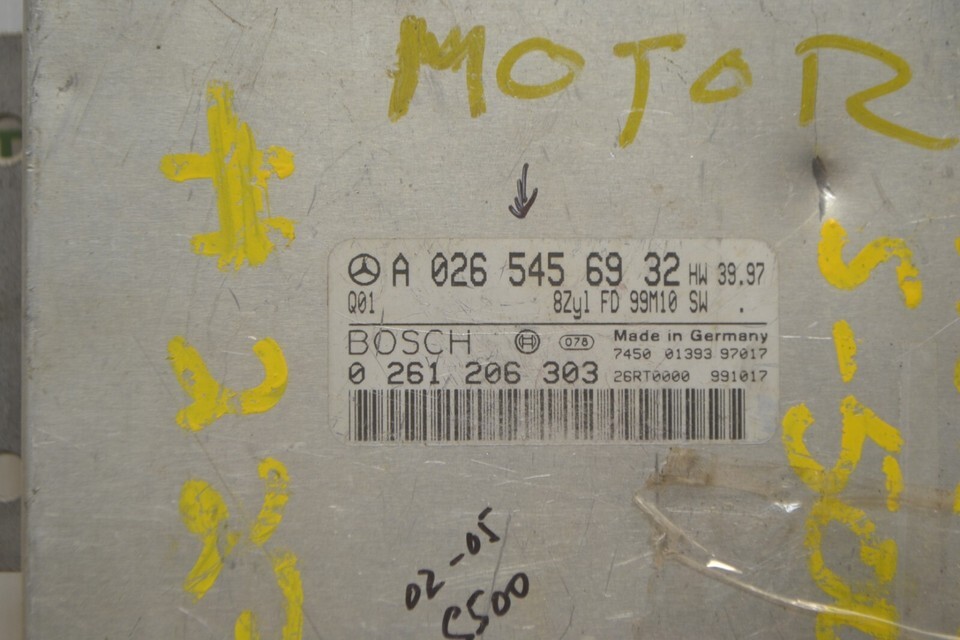 MOTOR
A 026 545 69 32 HW 39.97
Q01 8Zyl FD 99M10 SW .
BOSCH 078 Made in Germany
7450 01393 97017
0 261 206 303 26RT0000 991017
02-05
S500